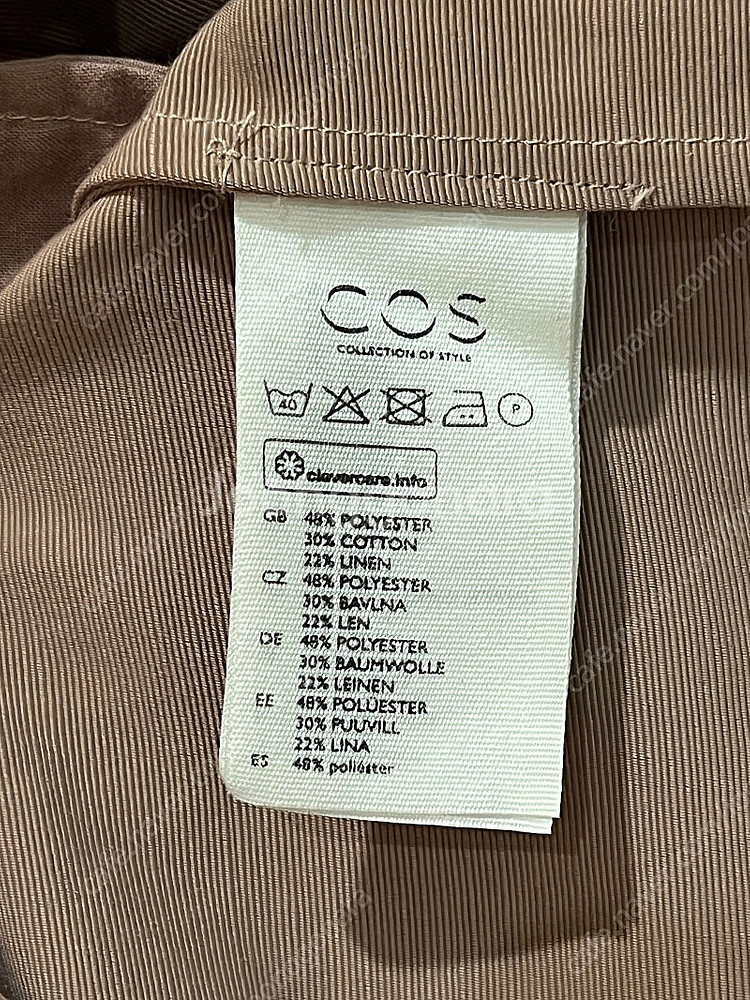 COS
COLLECTION OF STYLE
40 P
clevercare.info
GB 48% POLYESTER
30% COTTON
22% LINEN
CZ 48% POLYESTER
30% BAVLNA
22% LEN
DE 48% POLYESTER
30% BAUMWOLLE
22% LEINEN
EE 48% POLÜESTER
30% PUUVILL
22% LINA
ES 48% poliéster